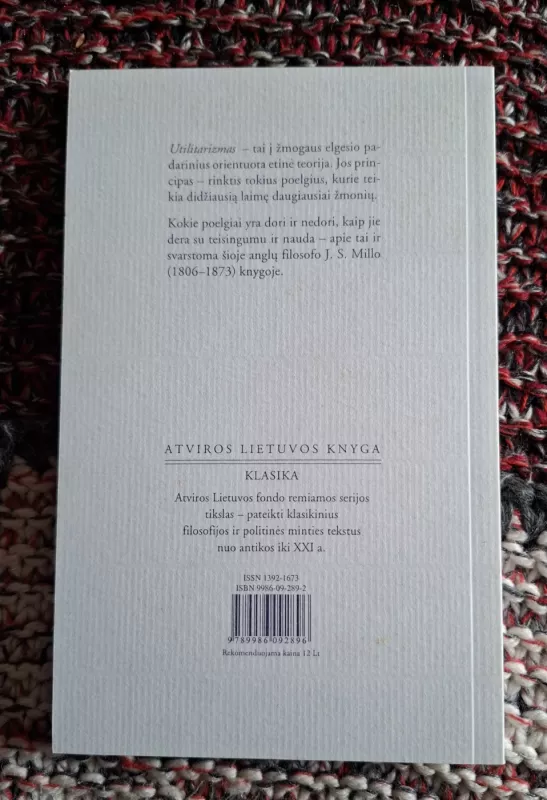 Utilitarizmas – tai į žmogaus elgesio pa-
darinius orientuota etinė teorija. Jos prin-
cipas – rinktis tokius poelgius, kurie tei-
kia didžiausią laimę daugiausiai žmonių.
Kokie poelgiai yra dori ir nedori, kaip jie
dera su teisingumu ir nauda – apie tai ir
svarstoma šioje anglų filosofo J. S. Millo
(1806–1873) knygoje.
ATVIROS LIETUVOS KNYGA
KLASIKA
Atviros Lietuvos fondo remiamos serijos
tikslas – pateikti klasikinius
filosofijos ir politinės minties tekstus
nuo antikos iki XXI a.
ISSN 1392-1673
ISBN 9986-09-289-2
9789986092896
Rekomenduojama kaina 12 Lt